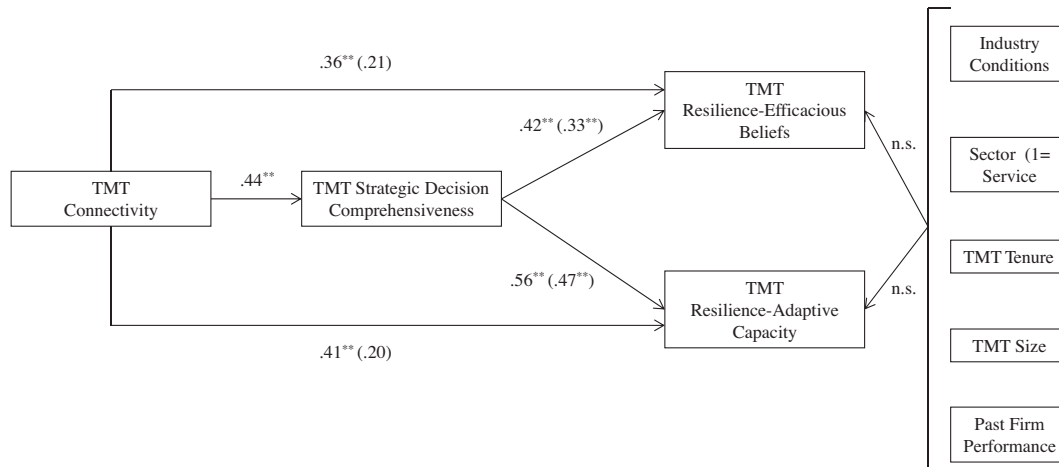 .36** (.21)
TMT
Resilience-Efficacious
Beliefs
.42** (.33**)
TMT
Connectivity
.44**
TMT Strategic Decision
Comprehensiveness
.56** (.47**)
TMT
Resilience-Adaptive
Capacity
.41** (.20)
n.s.
n.s.
Industry
Conditions
Sector (1=
Service
TMT Tenure
TMT Size
Past Firm
Performance